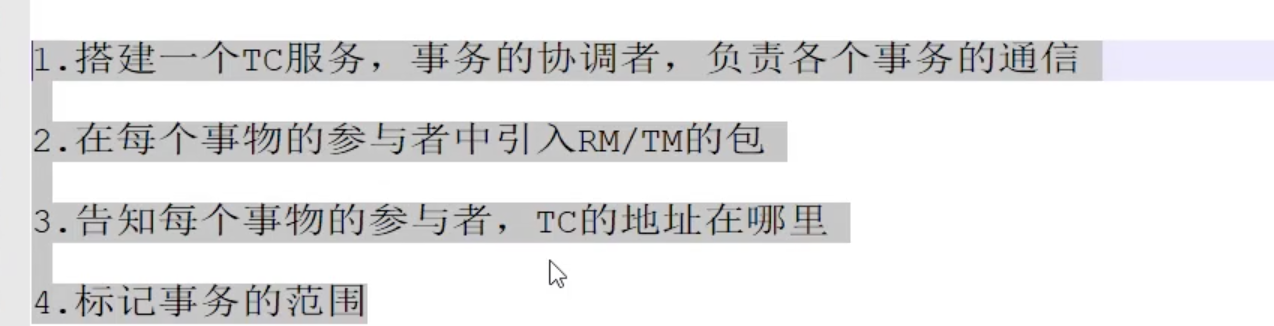 1.搭建一个TC服务，事务的协调者，负责各个事务的通信
2.在每个事物的参与者中引入RM/TM的包
3.告知每个事物的参与者，TC的地址在哪里
4.标记事务的范围